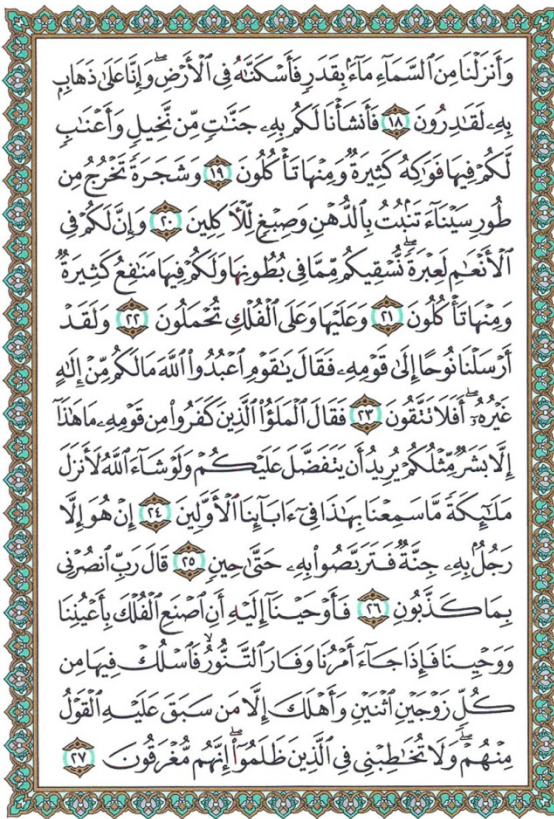 وَأَنزَلْنَا مِنَ ٱلسَّمَآءِ مَآءًۢ بِقَدَرٍ فَأَسْكَنَّٰهُ فِى ٱلْأَرْضِ ۖ وَإِنَّا عَلَىٰ ذَهَابٍۭ
بِهِۦ لَقَٰدِرُونَ ١٨ فَأَنشَأْنَا لَكُم بِهِۦ جَنَّٰتٍ مِّن نَّخِيلٍ وَأَعْنَٰبٍ
لَّكُمْ فِيهَا فَوَٰكِهُ كَثِيرَةٌ وَمِنْهَا تَأْكُلُونَ ١٩ وَشَجَرَةً تَخْرُجُ مِن
طُورِ سَيْنَآءَ تَنۢبُتُ بِٱلدُّهْنِ وَصِبْغٍ لِّلْـَٔاكِلِينَ ٢٠ وَإِنَّ لَكُمْ فِى
ٱلْأَنْعَٰمِ لَعِبْرَةً ۖ نُّسْقِيكُم مِّمَّا فِى بُطُونِهَا وَلَكُمْ فِيهَا مَنَٰفِعُ كَثِيرَةٌ
وَمِنْهَا تَأْكُلُونَ ٢١ وَعَلَيْهَا وَعَلَى ٱلْفُلْكِ تُحْمَلُونَ ٢٢ وَلَقَدْ
أَرْسَلْنَا نُوحًا إِلَىٰ قَوْمِهِۦ فَقَالَ يَٰقَوْمِ ٱعْبُدُوا۟ ٱللَّهَ مَا لَكُم مِّنْ إِلَٰهٍ
غَيْرُهُۥٓ ۖ أَفَلَا تَتَّقُونَ ٢٣ فَقَالَ ٱلْمَلَؤُا۟ ٱلَّذِينَ كَفَرُوا۟ مِن قَوْمِهِۦ مَا هَٰذَآ
إِلَّا بَشَرٌ مِّثْلُكُمْ يُرِيدُ أَن يَتَفَضَّلَ عَلَيْكُمْ وَلَوْ شَآءَ ٱللَّهُ لَأَنزَلَ
مَلَٰٓئِكَةً مَّا سَمِعْنَا بِهَٰذَا فِىٓ ءَابَآئِنَا ٱلْأَوَّلِينَ ٢٤ إِنْ هُوَ إِلَّا
رَجُلٌۢ بِهِۦ جِنَّةٌ فَتَرَبَّصُوا۟ بِهِۦ حَتَّىٰ حِينٍ ٢٥ قَالَ رَبِّ ٱنصُرْنِى
بِمَا كَذَّبُونِ ٢٦ فَأَوْحَيْنَآ إِلَيْهِ أَنِ ٱصْنَعِ ٱلْفُلْكَ بِأَعْيُنِنَا
وَوَحْيِنَا فَإِذَا جَآءَ أَمْرُنَا وَفَارَ ٱلتَّنُّورُ ۙ فَٱسْلُكْ فِيهَا مِن
كُلٍّ زَوْجَيْنِ ٱثْنَيْنِ وَأَهْلَكَ إِلَّا مَن سَبَقَ عَلَيْهِ ٱلْقَوْلُ
مِنْهُمْ ۖ وَلَا تُخَٰطِبْنِى فِى ٱلَّذِينَ ظَلَمُوٓا۟ ۖ إِنَّهُم مُّغْرَقُونَ ٢٧